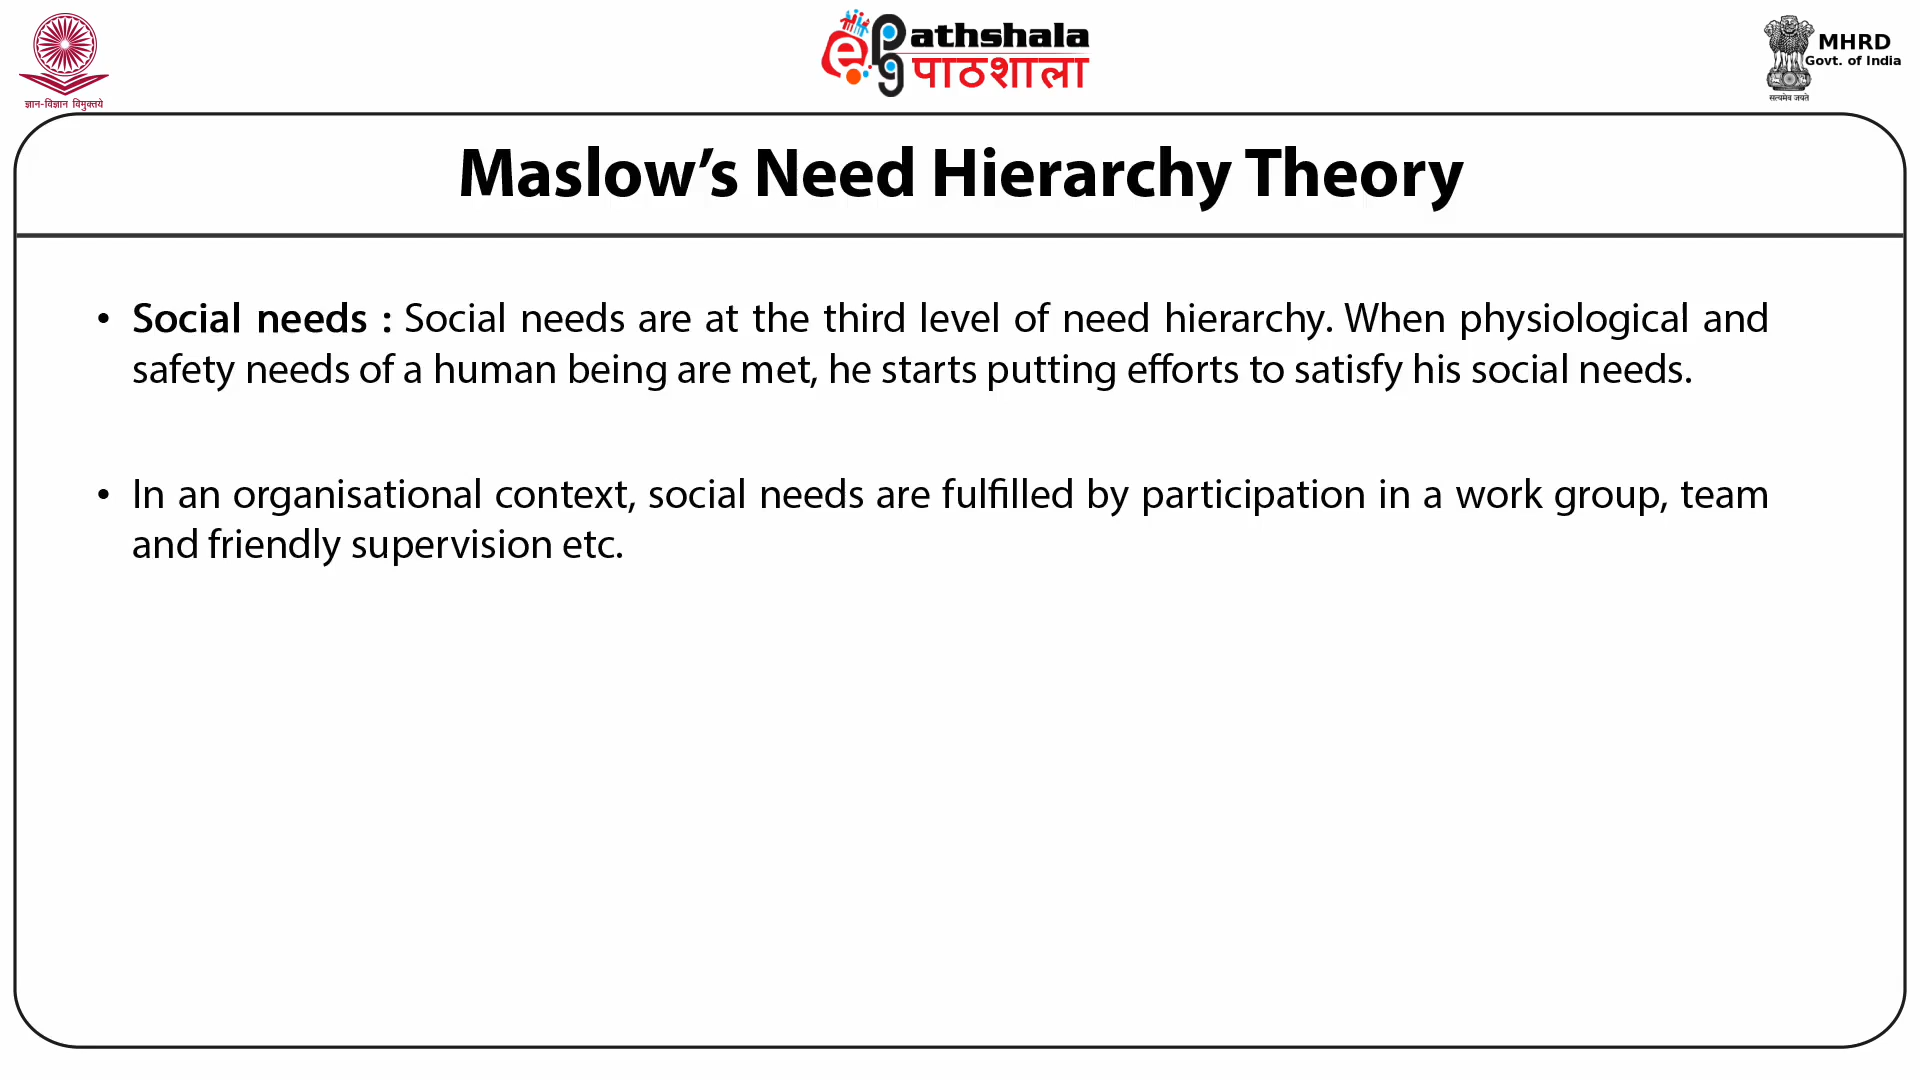 ज्ञान-विज्ञान विमुक्तये
e PG Pathshala
पाठशाला
MHRD
Govt. of India
सत्यमेव जयते
Maslow’s Need Hierarchy Theory
• Social needs : Social needs are at the third level of need hierarchy. When physiological and
safety needs of a human being are met, he starts putting efforts to satisfy his social needs.
• In an organisational context, social needs are fulfilled by participation in a work group, team
and friendly supervision etc.